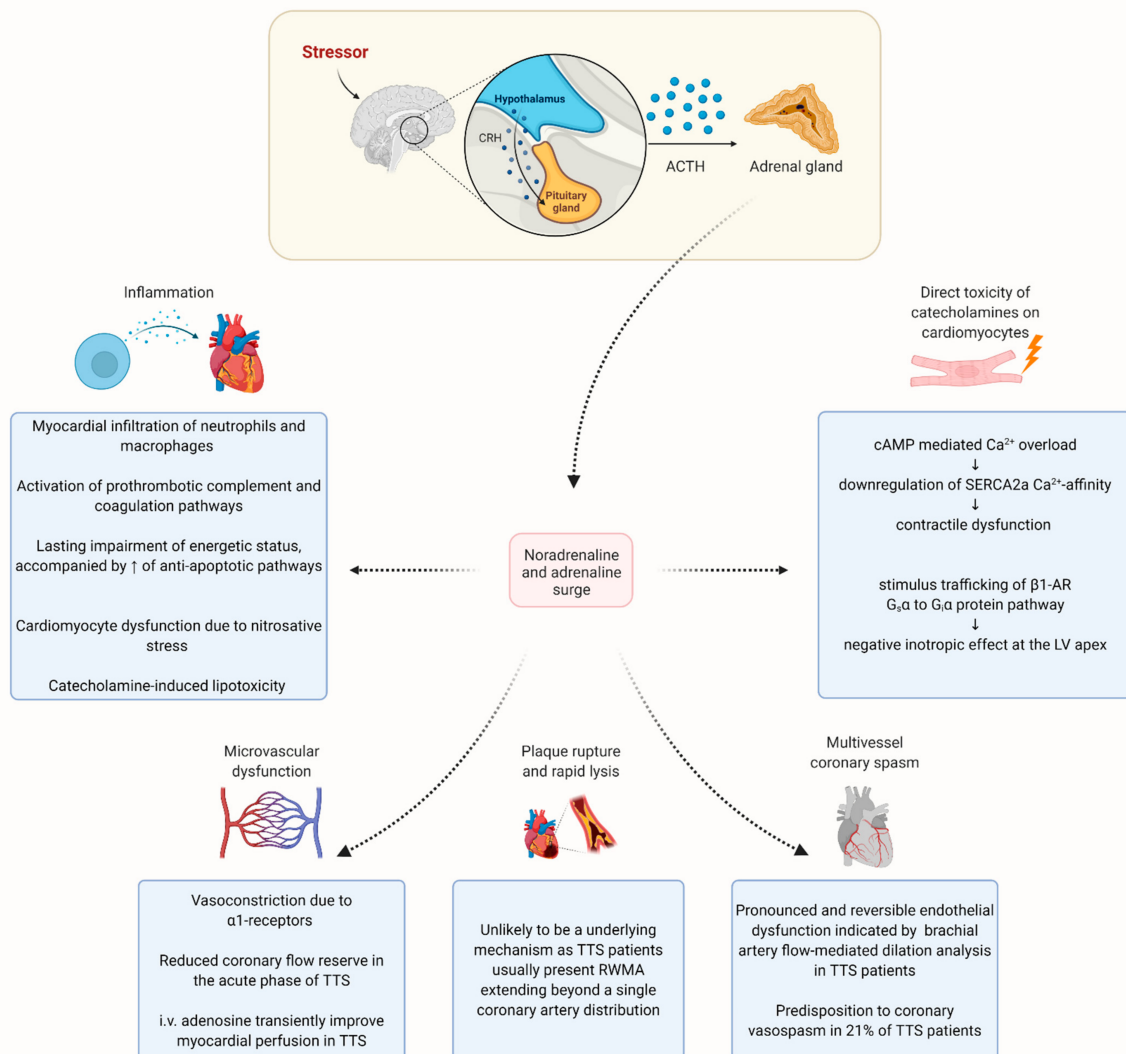 Stressor
Hypothalamus
CRH
Pituitary
gland
ACTH
Adrenal gland
Inflammation
Direct toxicity of
catecholamines on
cardiomyocytes
Myocardial infiltration of neutrophils and
macrophages
Activation of prothrombotic complement and
coagulation pathways
Lasting impairment of energetic status,
accompanied by ↑ of anti-apoptotic pathways
Cardiomyocyte dysfunction due to nitrosative
stress
Catecholamine-induced lipotoxicity
Noradrenaline
and adrenaline
surge
cAMP mediated Ca²⁺ overload
↓
downregulation of SERCA2a Ca²⁺-affinity
↓
contractile dysfunction
stimulus trafficking of β1-AR
Gₛα to Gᵢα protein pathway
↓
negative inotropic effect at the LV apex
Microvascular
dysfunction
Plaque rupture
and rapid lysis
Multivessel
coronary spasm
Vasoconstriction due to
α1-receptors
Reduced coronary flow reserve in
the acute phase of TTS
i.v. adenosine transiently improve
myocardial perfusion in TTS
Unlikely to be a underlying
mechanism as TTS patients
usually present RWMA
extending beyond a single
coronary artery distribution
Pronounced and reversible endothelial
dysfunction indicated by brachial
artery flow-mediated dilation analysis
in TTS patients
Predisposition to coronary
vasospasm in 21% of TTS patients